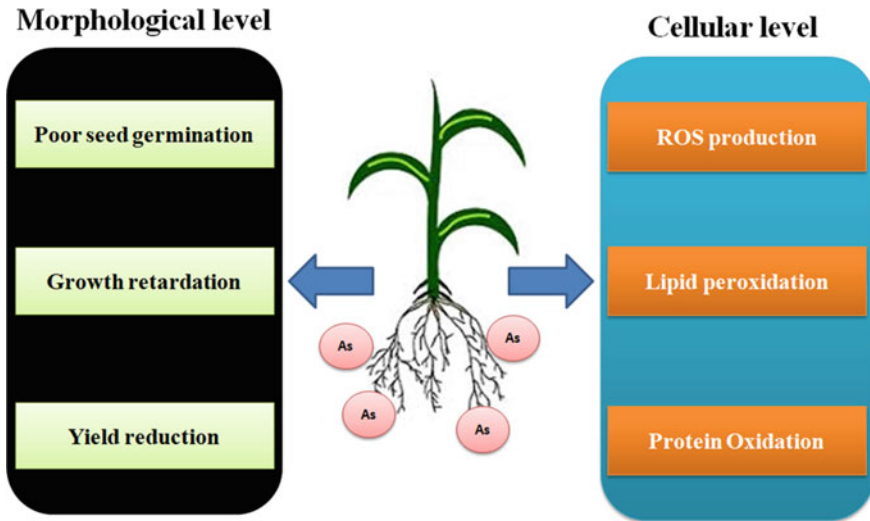 Morphological level
Poor seed germination
Growth retardation
Yield reduction
As
As
As
As
Cellular level
ROS production
Lipid peroxidation
Protein Oxidation